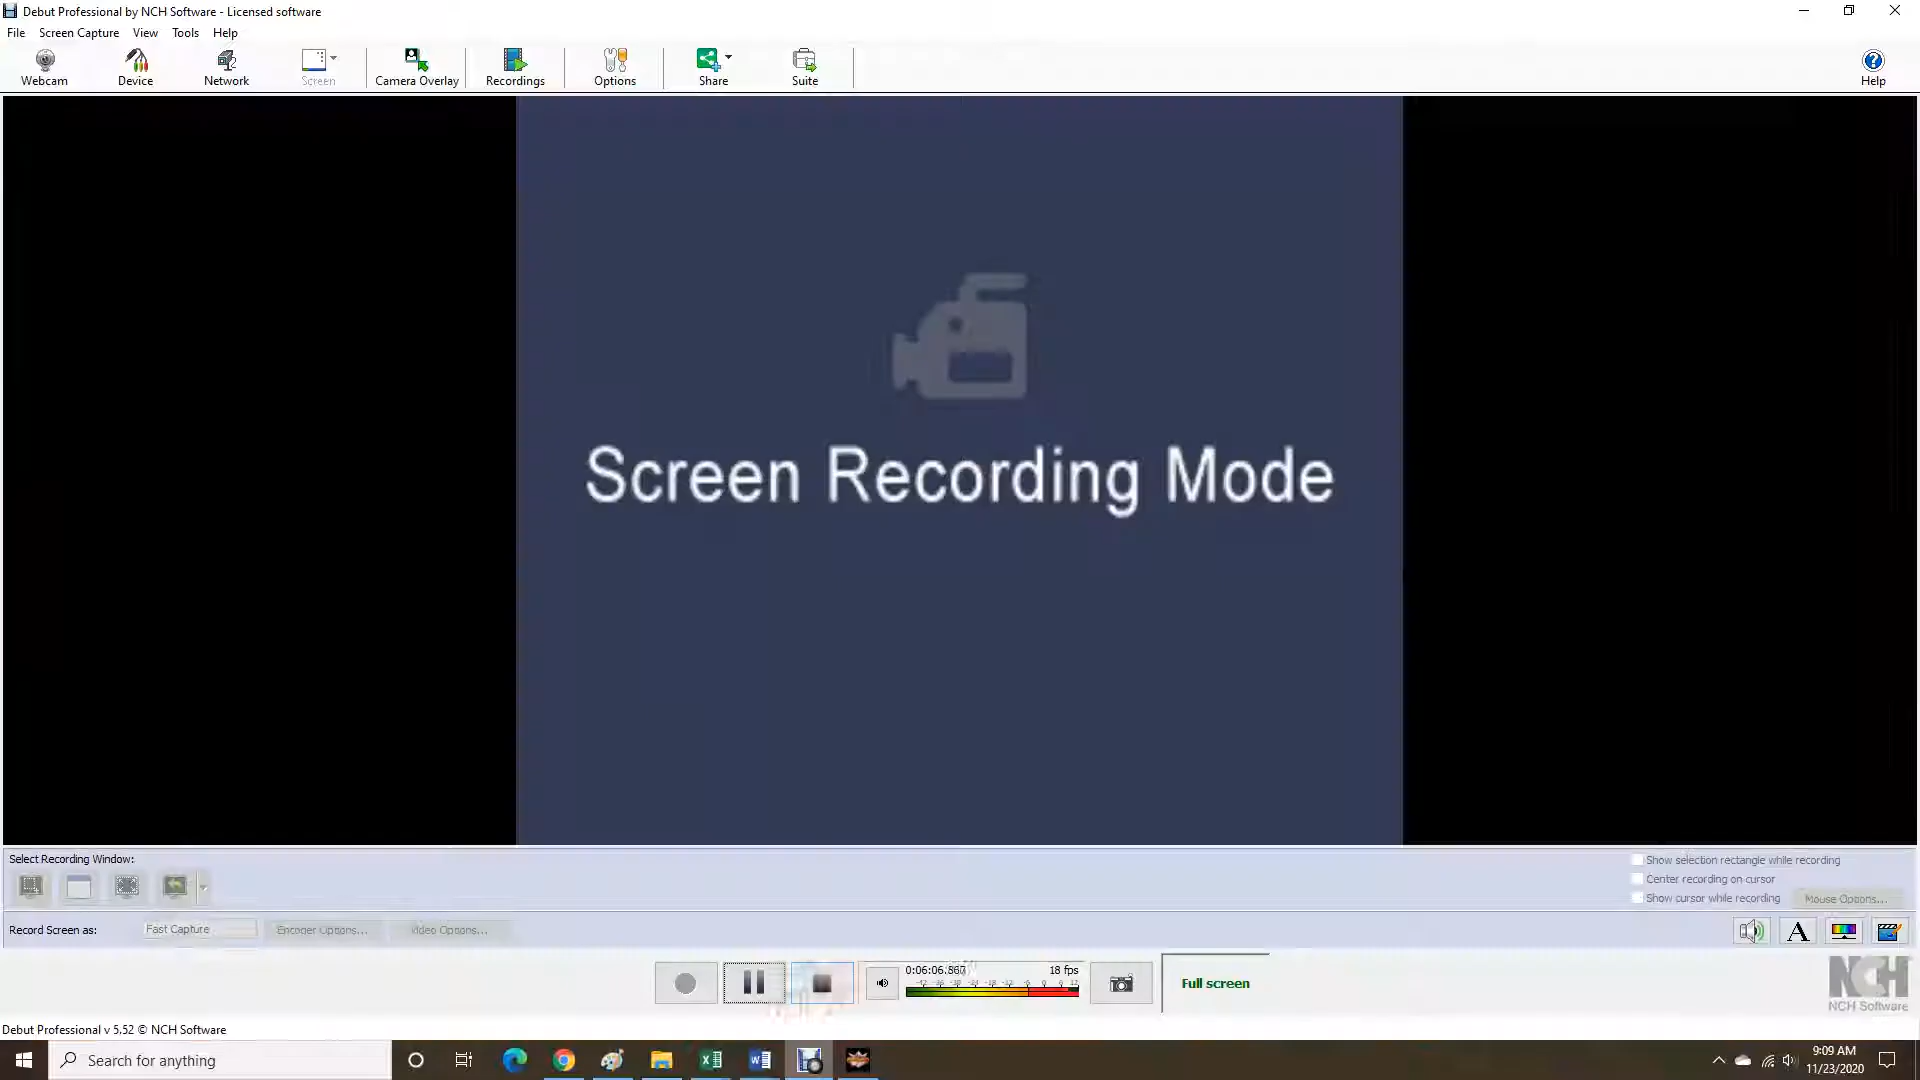 Debut Professional by NCH Software - Licensed software
File Screen Capture View Tools Help
Webcam Device Network Screen Camera Overlay Recordings Options Share Suite Help
Screen Recording Mode
Select Recording Window:
Show selection rectangle while recording
Center recording on cursor
Show cursor while recording Mouse Options...
Record Screen as: Fast Capture Encoder Options... Video Options... A
0:06:06.867 18 fps
Full screen
NCH
NCH Software
Debut Professional v 5.52 © NCH Software
Search for anything
9:09 AM
11/23/2020